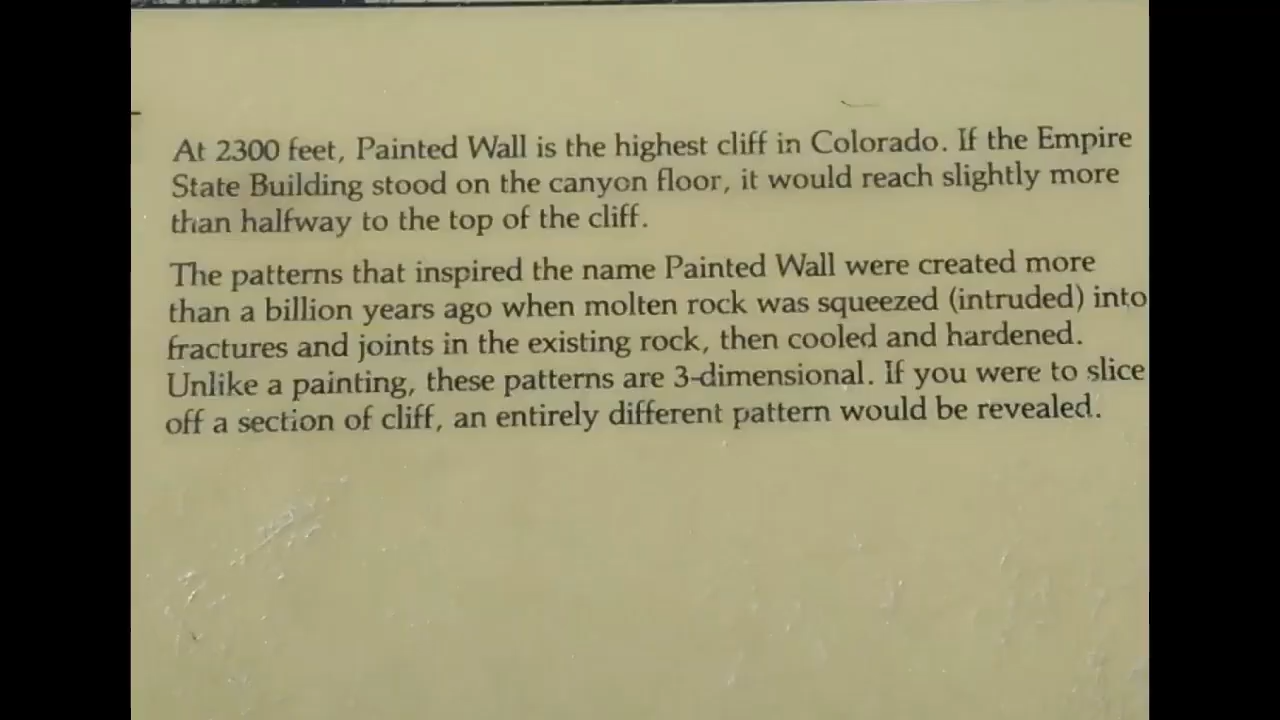 At 2300 feet, Painted Wall is the highest cliff in Colorado. If the Empire
State Building stood on the canyon floor, it would reach slightly more
than halfway to the top of the cliff.
The patterns that inspired the name Painted Wall were created more
than a billion years ago when molten rock was squeezed (intruded) into
fractures and joints in the existing rock, then cooled and hardened.
Unlike a painting, these patterns are 3-dimensional. If you were to slice
off a section of cliff, an entirely different pattern would be revealed.